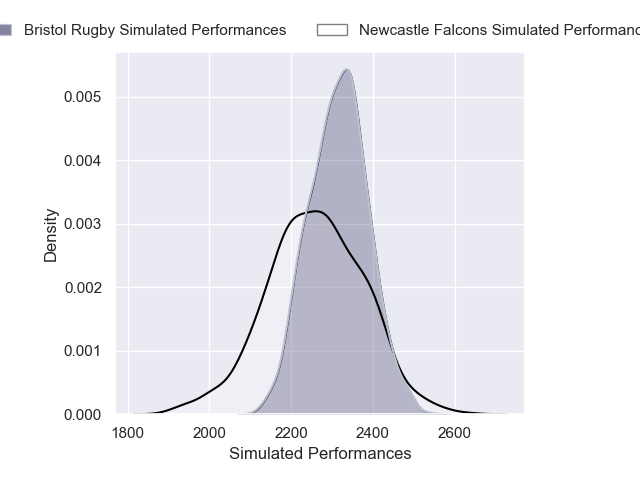 Bristol Rugby Simulated Performances
Newcastle Falcons Simulated
0.005
0.004
0.003
0.002
0.001
0.000
Density
1800 2000 2200 2400 2600
Simulated Performances